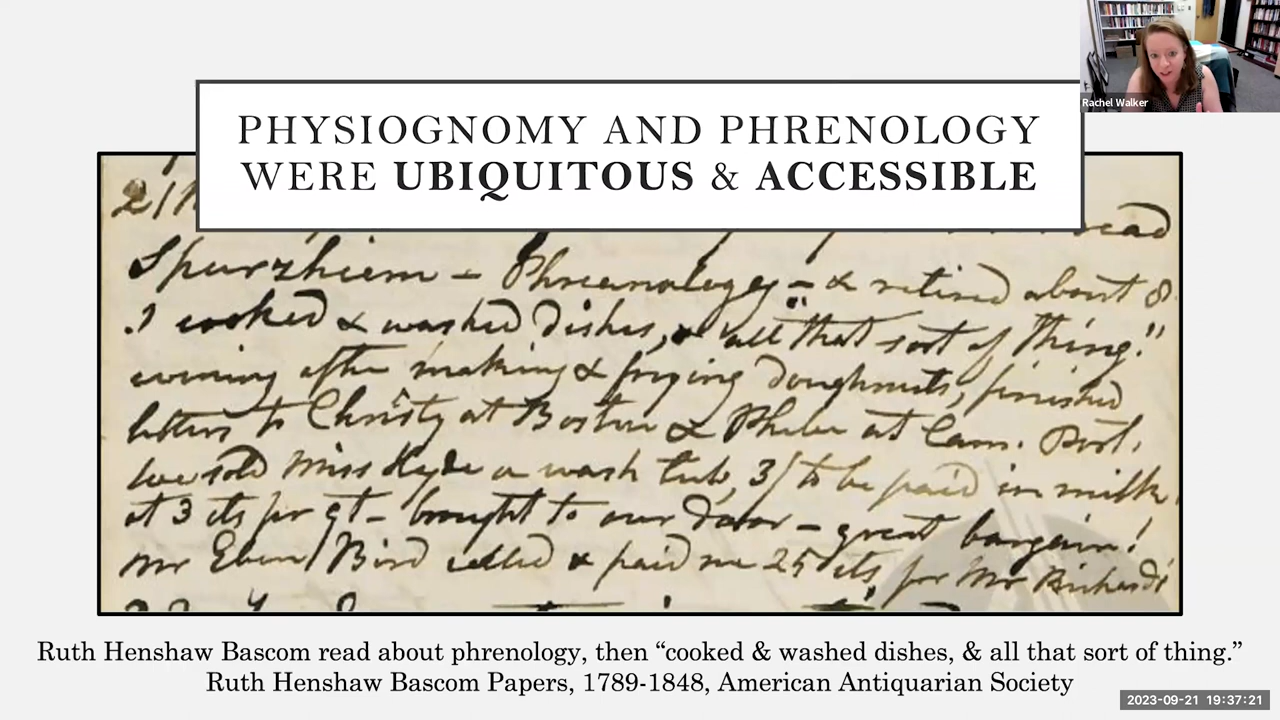 Rachel Walker
PHYSIOGNOMY AND PHRENOLOGY
WERE UBIQUITOUS & ACCESSIBLE
read
Spurzhiem - Phrenology - & retired about 8.
I cooked & washed dishes, & "all that sort of thing."
evening after making & frying doughnuts, finished
letters to Christy at Boston & Phebe at Cam. Port.
we sold Miss Hyde a wash tub, 3/ to be paid in milk
at 3 cts pr qt - brought to our door - great bargain!
Mr Eben Bird called & paid me 25 cts, for Mr
Ruth Henshaw Bascom read about phrenology, then “cooked & washed dishes, & all that sort of thing.”
Ruth Henshaw Bascom Papers, 1789-1848, American Antiquarian Society
2023-09-21 19:37:21